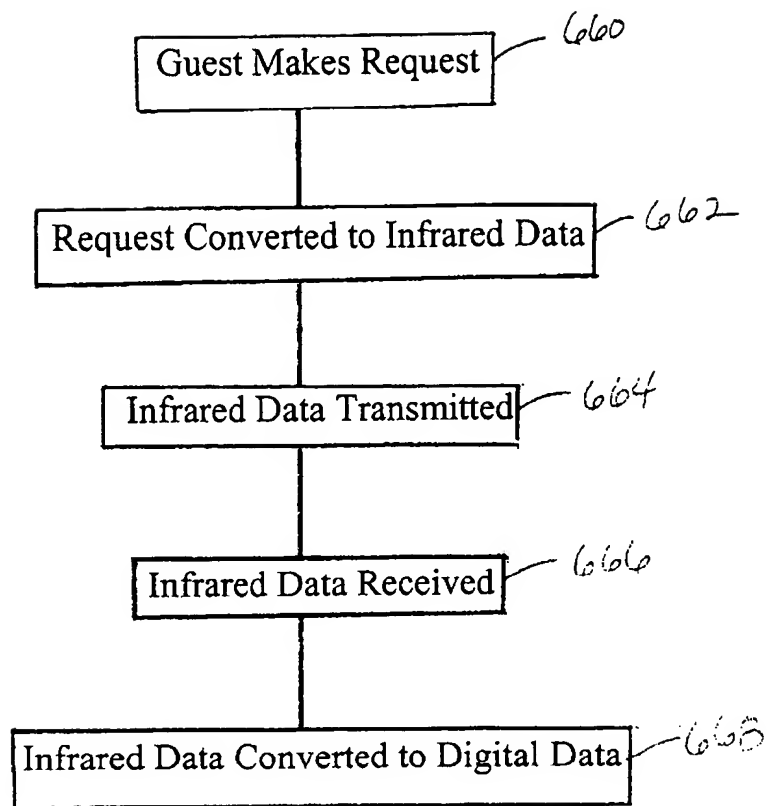 Guest Makes Request 660
Request Converted to Infrared Data 662
Infrared Data Transmitted 664
Infrared Data Received 666
Infrared Data Converted to Digital Data 668